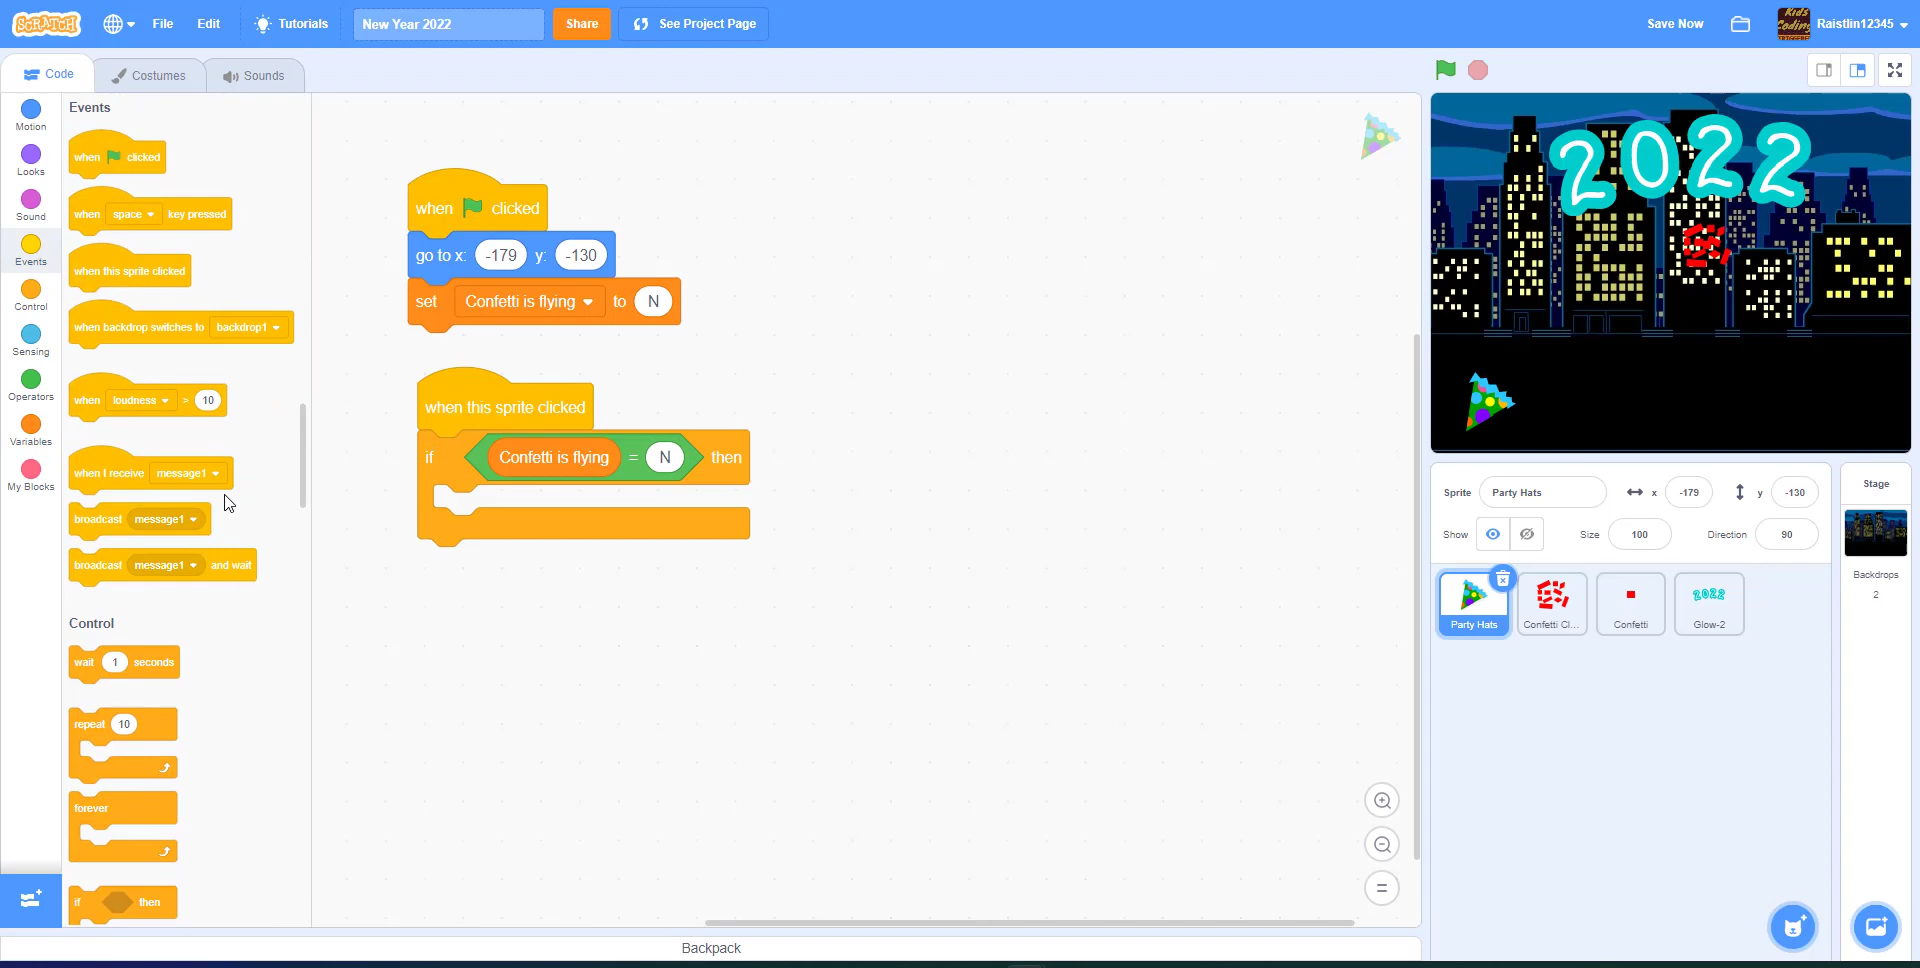 SCRATCH File Edit Tutorials New Year 2022 Share See Project Page Save Now Raistlin12345
Code Costumes Sounds
Motion
Looks
Sound
Events
Control
Sensing
Operators
Variables
My Blocks
Events
when clicked
when space key pressed
when this sprite clicked
when backdrop switches to backdrop1
when loudness > 10
when I receive message1
broadcast message1
broadcast message1 and wait
Control
wait 1 seconds
repeat 10
forever
if then
when clicked
go to x: -179 y: -130
set Confetti is flying to N
when this sprite clicked
if Confetti is flying = N then
Backpack
2022
Sprite Party Hats x -179 y -130
Show Size 100 Direction 90
Party Hats Confetti Cl... Confetti Glow-2
2022
Stage
Backdrops
2